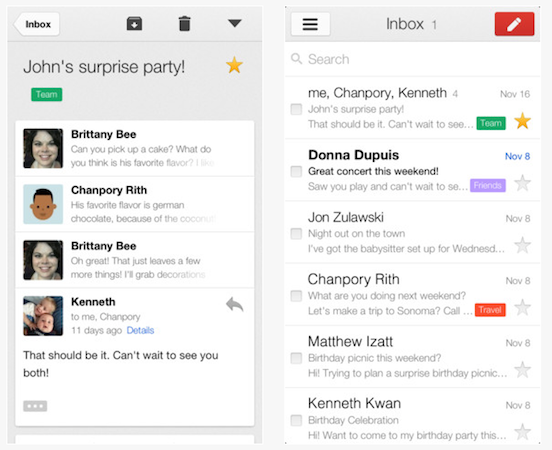 Inbox
John's surprise party!
Team
Brittany Bee
Can you pick up a cake? What do
you think is his favorite flavor? I like
Chanpory Rith
His favorite flavor is german
chocolate, because of the coconut
Brittany Bee
Oh great! That just leaves a few
more things! I'll grab decorations
Kenneth
to me, Chanpory
11 days ago Details
That should be it. Can't wait to see you
both!
Inbox 1
Search
me, Chanpory, Kenneth 4 Nov 16
John's surprise party!
That should be it. Can't wait to see... Team
Donna Dupuis Nov 8
Great concert this weekend!
Saw you play and can't wait to se... Friends
Jon Zulawski Nov 8
Night out on the town
I've got the babysitter set up for Wednesd...
Chanpory Rith Nov 8
What are you doing next weekend?
Let's make a trip to Sonoma? Call ... Travel
Matthew Izatt Nov 8
Birthday picnic this weekend?
Hi! Trying to plan a surprise birthday picnic...
Kenneth Kwan Nov 8
Birthday Celebration
Hi! Want to come to my birthday party this...